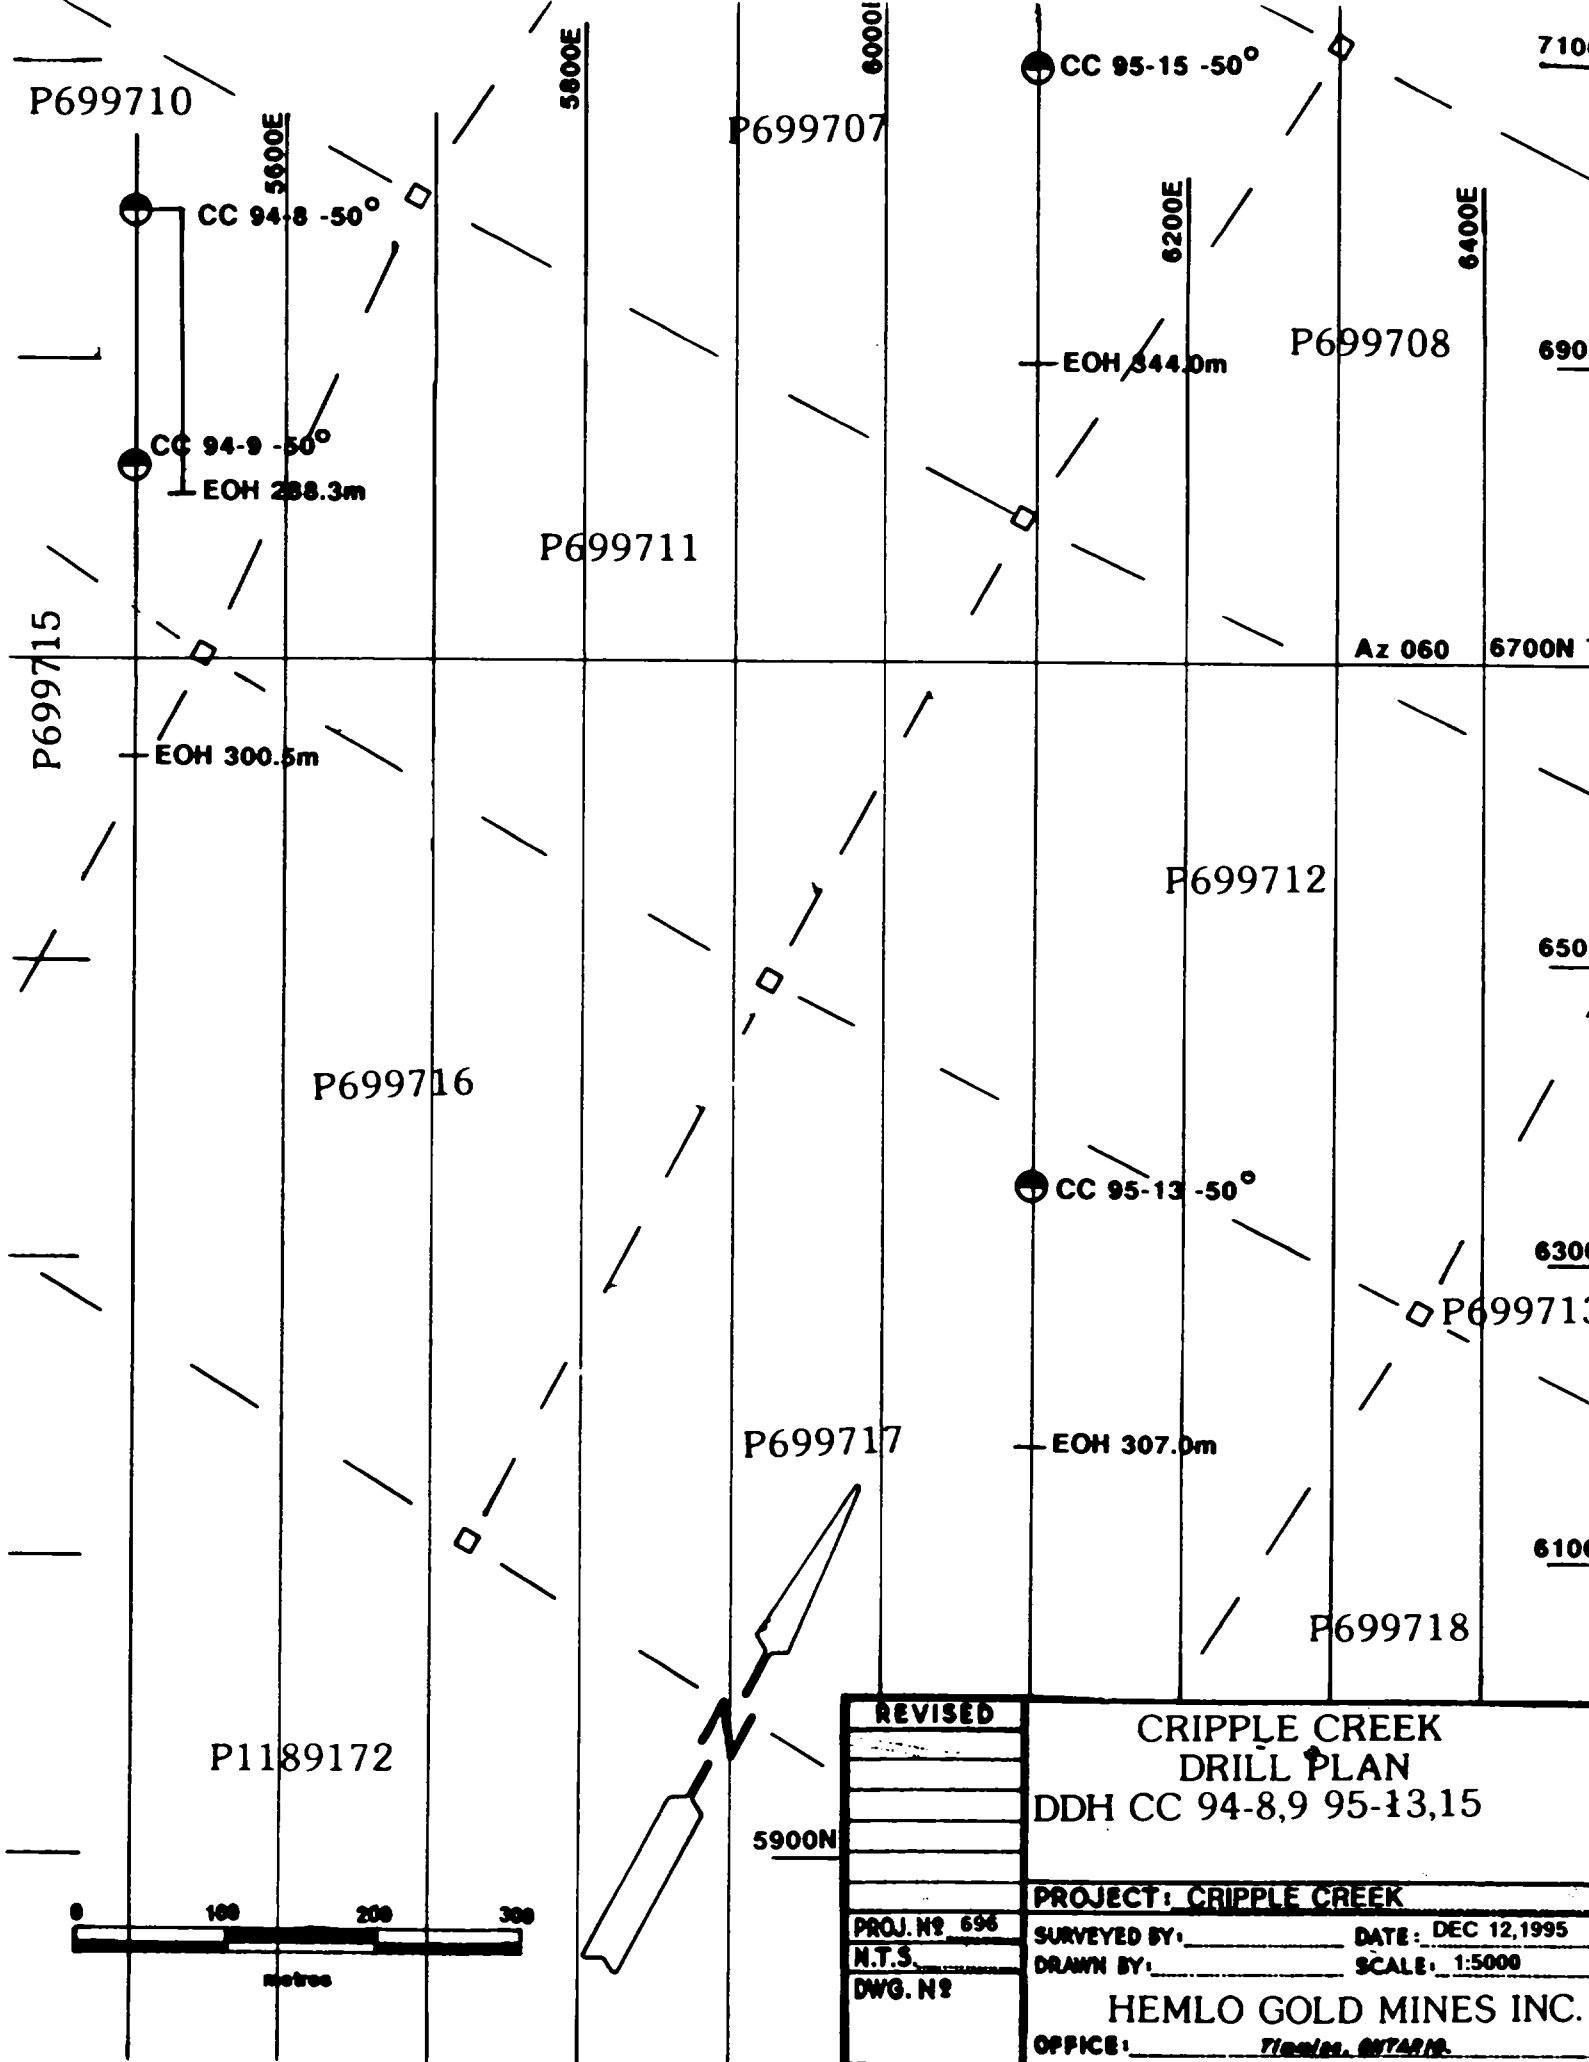 5800E
6000
CC 95-15 -50°
710
P699710
P699707
5600E
CC 94-8 -50°
6200E
6400E
P699708
690
EOH 344.0m
CC 94-9 -50°
EOH 288.3m
P699711
P699715
Az 060
6700N
EOH 300.5m
P699712
650
P699716
CC 95-13 -50°
630
P699713
P699717
EOH 307.0m
610
P699718
N
P1189172
5900N
0 100 200 300
metres
REVISED
CRIPPLE CREEK
DRILL PLAN
DDH CC 94-8,9 95-13,15
PROJECT: CRIPPLE CREEK
PROJ. Nº 696
SURVEYED BY:
DATE: DEC 12,1995
N.T.S.
DRAWN BY:
SCALE: 1:5000
DWG. Nº
HEMLO GOLD MINES INC.
OFFICE: Timmins, ONTARIO.